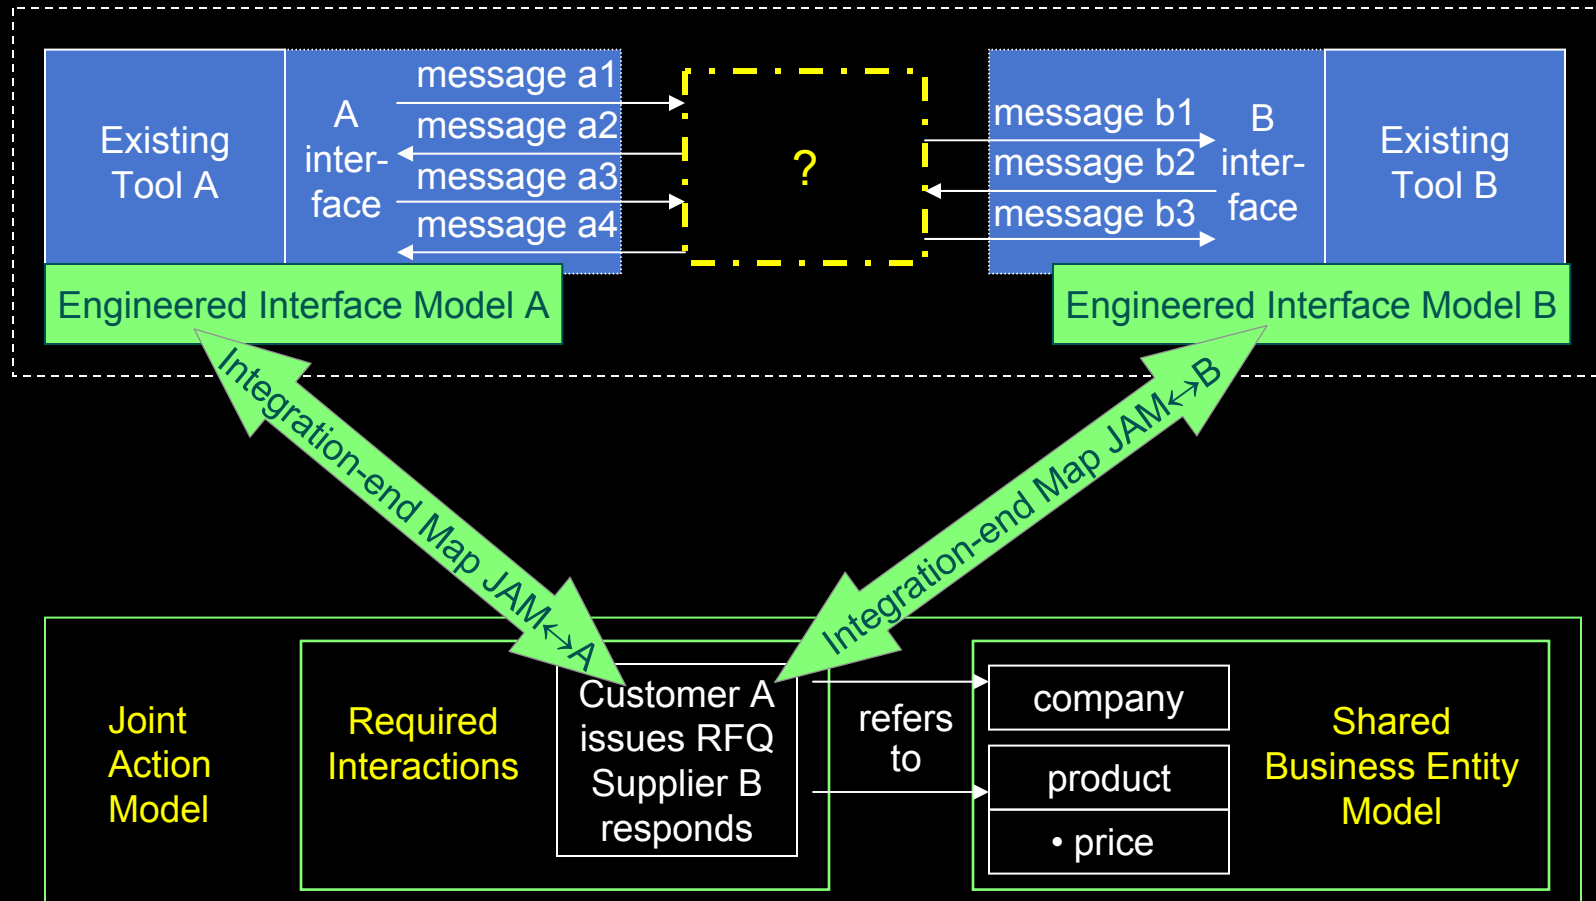 Existing
Tool A
A
inter-
face
message a1
message a2
message a3
message a4
?
message b1
message b2
message b3
B
inter-
face
Existing
Tool B
Engineered Interface Model A
Engineered Interface Model B
Integration-end Map JAM↔A
Integration-end Map JAM↔B
Joint
Action
Model
Required
Interactions
Customer A
issues RFQ
Supplier B
responds
refers
to
company
product
• price
Shared
Business Entity
Model